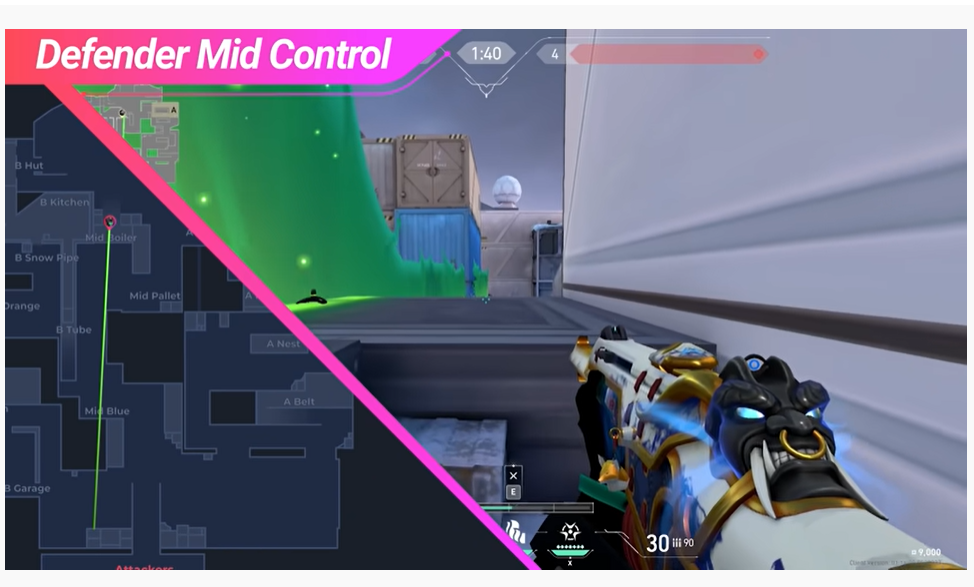 Defender Mid Control
1:40
4
A
B Hut
B Kitchen
Mid Boiler
B Snow Pipe
Mid Pallet
Orange
B Tube
A Nest
A Belt
Mid Blue
B Garage
E
X
30
90
9,000
Attackers